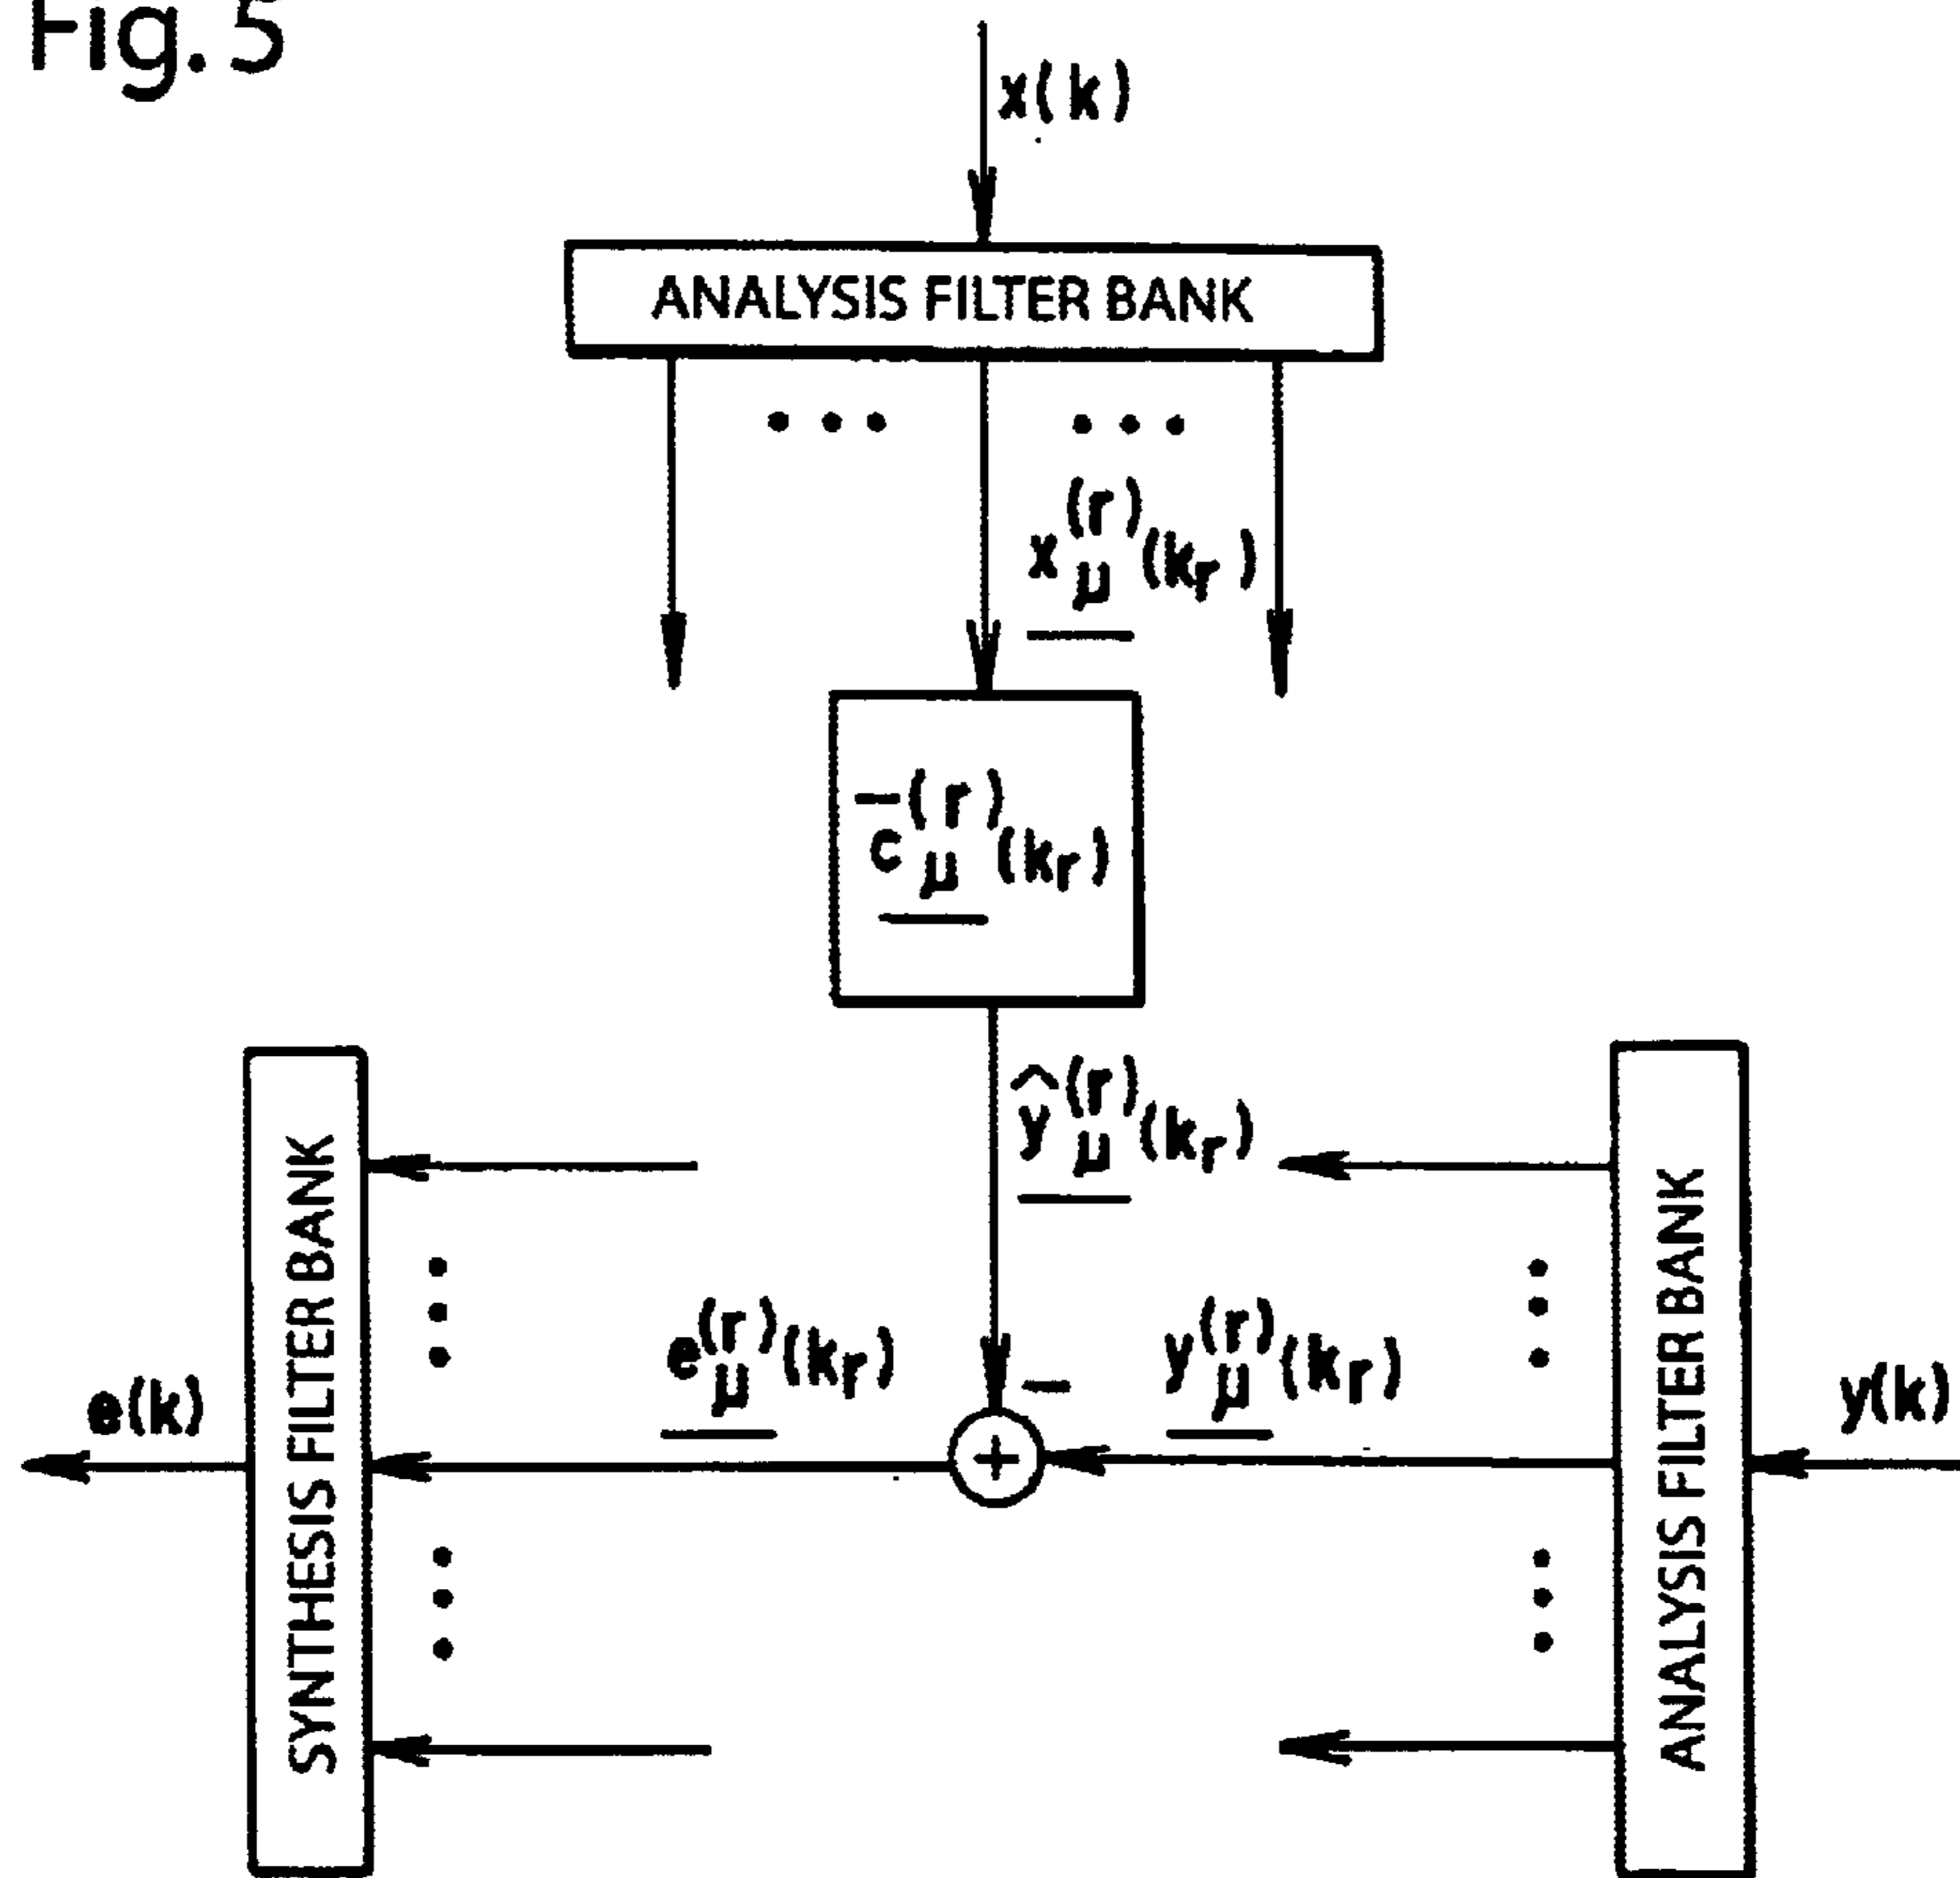 Fig.5
x(k)
ANALYSIS FILTER BANK
• • • • • •
x_μ^(r)(k_r)
c̄_μ^(r)(k_r)
ŷ_μ^(r)(k_r)
SYNTHESIS FILTER BANK
e(k)
e_μ^(r)(k_r)
−
+
y_μ^(r)(k_r)
ANALYSIS FILTER BANK
y(k)